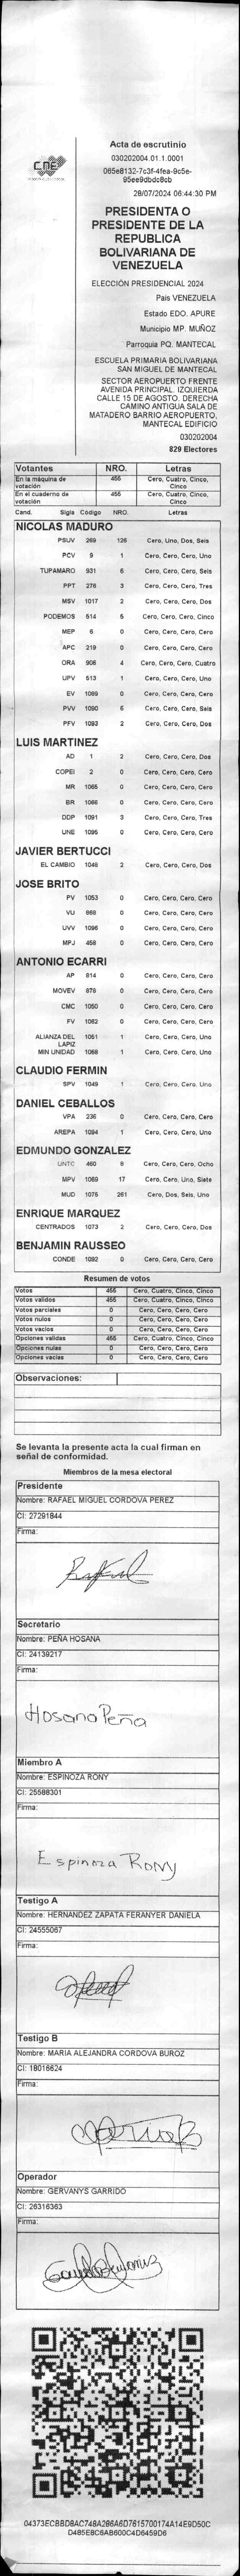 CNE
Acta de escrutinio
030202004.01.1.0001
065e8132-7c3f-4fea-9c5e-
95ee9dbdc8cb
28/07/2024 06:44:30 PM
PRESIDENTA O
PRESIDENTE DE LA
REPUBLICA
BOLIVARIANA DE
VENEZUELA
ELECCIÓN PRESIDENCIAL 2024
País VENEZUELA
Estado EDO. APURE
Municipio MP. MUÑOZ
Parroquia PQ. MANTECAL
ESCUELA PRIMARIA BOLIVARIANA
SAN MIGUEL DE MANTECAL
SECTOR AEROPUERTO FRENTE
AVENIDA PRINCIPAL. IZQUIERDA
CALLE 15 DE AGOSTO. DERECHA
CAMINO ANTIGUA SALA DE
MATADERO BARRIO AEROPUERTO,
MANTECAL EDIFICIO
030202004
829 Electores
Votantes NRO. Letras
En la máquina de votación 455 Cero, Cuatro, Cinco, Cinco
En el cuaderno de votación 455 Cero, Cuatro, Cinco, Cinco
Cand. Sigla Código NRO. Letras
NICOLAS MADURO
PSUV 269 126 Cero, Uno, Dos, Seis
PCV 9 1 Cero, Cero, Cero, Uno
TUPAMARO 931 6 Cero, Cero, Cero, Seis
PPT 276 3 Cero, Cero, Cero, Tres
MSV 1017 2 Cero, Cero, Cero, Dos
PODEMOS 514 5 Cero, Cero, Cero, Cinco
MEP 6 0 Cero, Cero, Cero, Cero
APC 219 0 Cero, Cero, Cero, Cero
ORA 906 4 Cero, Cero, Cero, Cuatro
UPV 513 1 Cero, Cero, Cero, Uno
EV 1089 0 Cero, Cero, Cero, Cero
PVV 1090 6 Cero, Cero, Cero, Seis
PFV 1093 2 Cero, Cero, Cero, Dos
LUIS MARTINEZ
AD 1 2 Cero, Cero, Cero, Dos
COPEI 2 0 Cero, Cero, Cero, Cero
MR 1065 0 Cero, Cero, Cero, Cero
BR 1066 0 Cero, Cero, Cero, Cero
DDP 1091 3 Cero, Cero, Cero, Tres
UNE 1095 0 Cero, Cero, Cero, Cero
JAVIER BERTUCCI
EL CAMBIO 1048 2 Cero, Cero, Cero, Dos
JOSE BRITO
PV 1053 0 Cero, Cero, Cero, Cero
VU 868 0 Cero, Cero, Cero, Cero
UVV 1096 0 Cero, Cero, Cero, Cero
MPJ 458 0 Cero, Cero, Cero, Cero
ANTONIO ECARRI
AP 814 0 Cero, Cero, Cero, Cero
MOVEV 878 0 Cero, Cero, Cero, Cero
CMC 1050 0 Cero, Cero, Cero, Cero
FV 1062 0 Cero, Cero, Cero, Cero
ALIANZA DEL LAPIZ 1051 1 Cero, Cero, Cero, Uno
MIN UNIDAD 1068 1 Cero, Cero, Cero, Uno
CLAUDIO FERMIN
SPV 1049 1 Cero, Cero, Cero, Uno
DANIEL CEBALLOS
VPA 236 0 Cero, Cero, Cero, Cero
AREPA 1094 1 Cero, Cero, Cero, Uno
EDMUNDO GONZALEZ
UNTC 460 8 Cero, Cero, Cero, Ocho
MPV 1069 17 Cero, Cero, Uno, Siete
MUD 1075 261 Cero, Dos, Seis, Uno
ENRIQUE MARQUEZ
CENTRADOS 1073 2 Cero, Cero, Cero, Dos
BENJAMIN RAUSSEO
CONDE 1092 0 Cero, Cero, Cero, Cero
Resumen de votos
Votos 455 Cero, Cuatro, Cinco, Cinco
Votos validos 455 Cero, Cuatro, Cinco, Cinco
Votos parciales 0 Cero, Cero, Cero, Cero
Votos nulos 0 Cero, Cero, Cero, Cero
Votos vacios 0 Cero, Cero, Cero, Cero
Opciones validas 455 Cero, Cuatro, Cinco, Cinco
Opciones nulas 0 Cero, Cero, Cero, Cero
Opciones vacias 0 Cero, Cero, Cero, Cero
Observaciones:
Se levanta la presente acta la cual firman en
señal de conformidad.
Miembros de la mesa electoral
Presidente
Nombre: RAFAEL MIGUEL CORDOVA PEREZ
CI: 27291844
Firma:
Rafael
Secretario
Nombre: PEÑA HOSANA
CI: 24139217
Firma:
Hosana Peña
Miembro A
Nombre: ESPINOZA RONY
CI: 25588301
Firma:
Espinoza Rony
Testigo A
Nombre: HERNANDEZ ZAPATA FERANYER DANIELA
CI: 24555067
Firma:
Testigo B
Nombre: MARIA ALEJANDRA CORDOVA BUROZ
CI: 18016624
Firma:
Operador
Nombre: GERVANYS GARRIDO
CI: 26316363
Firma:
04373ECBBD8AC748A286A6D7615700174A14E9D50C
D485E8C6AB600C4D6459D6